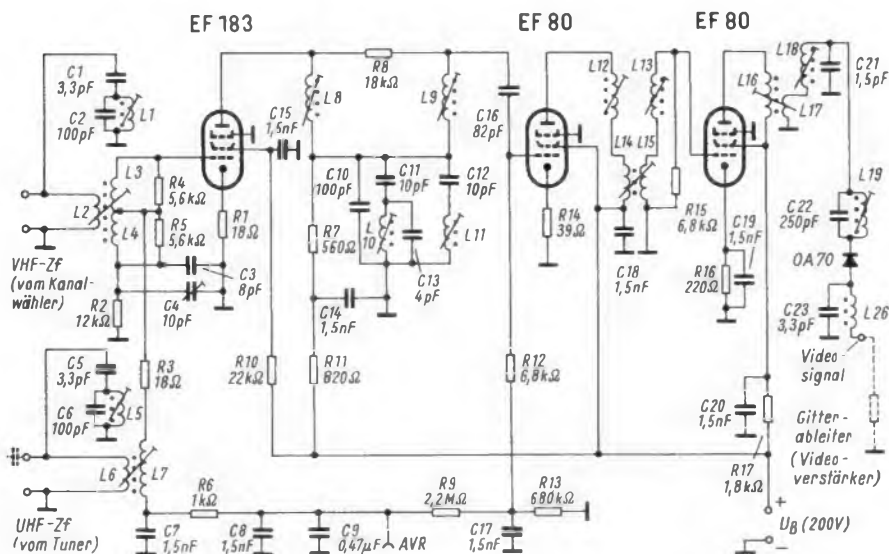 EF 183
EF 80
EF 80
C1
3,3pF
C2
100pF
L1
L2
L3
L4
R4
5,6kΩ
R5
5,6kΩ
VHF-Zf
(vom Kanal-
wähler)
R2
12kΩ
C4
10pF
C3
8pF
R1
18Ω
C15
1,5nF
L8
R8
18kΩ
L9
C16
82pF
C10
100pF
C11
10pF
C12
10pF
L
10
L11
R7
560Ω
C13
4pF
C14
1,5nF
R10
22kΩ
R11
820Ω
R12
6,8kΩ
L12
L13
L14
L15
R14
39Ω
C18
1,5nF
R15
6,8kΩ
C19
1,5nF
R16
220Ω
L16
L17
L18
C21
1,5pF
L19
C22
250pF
OA70
C23
3,3pF
L26
Video-
signal
C20
1,5nF
Gitter-
ableiter
(Video-
verstärker)
R17
1,8kΩ
+
UB (200V)
−
C5
3,3pF
C6
100pF
L5
R3
18Ω
L6
L7
UHF-Zf
(vom Tuner)
R6
1kΩ
C7
1,5nF
C8
1,5nF
C9
0,47µF
AVR
R9
2,2MΩ
R13
680kΩ
C17
1,5nF